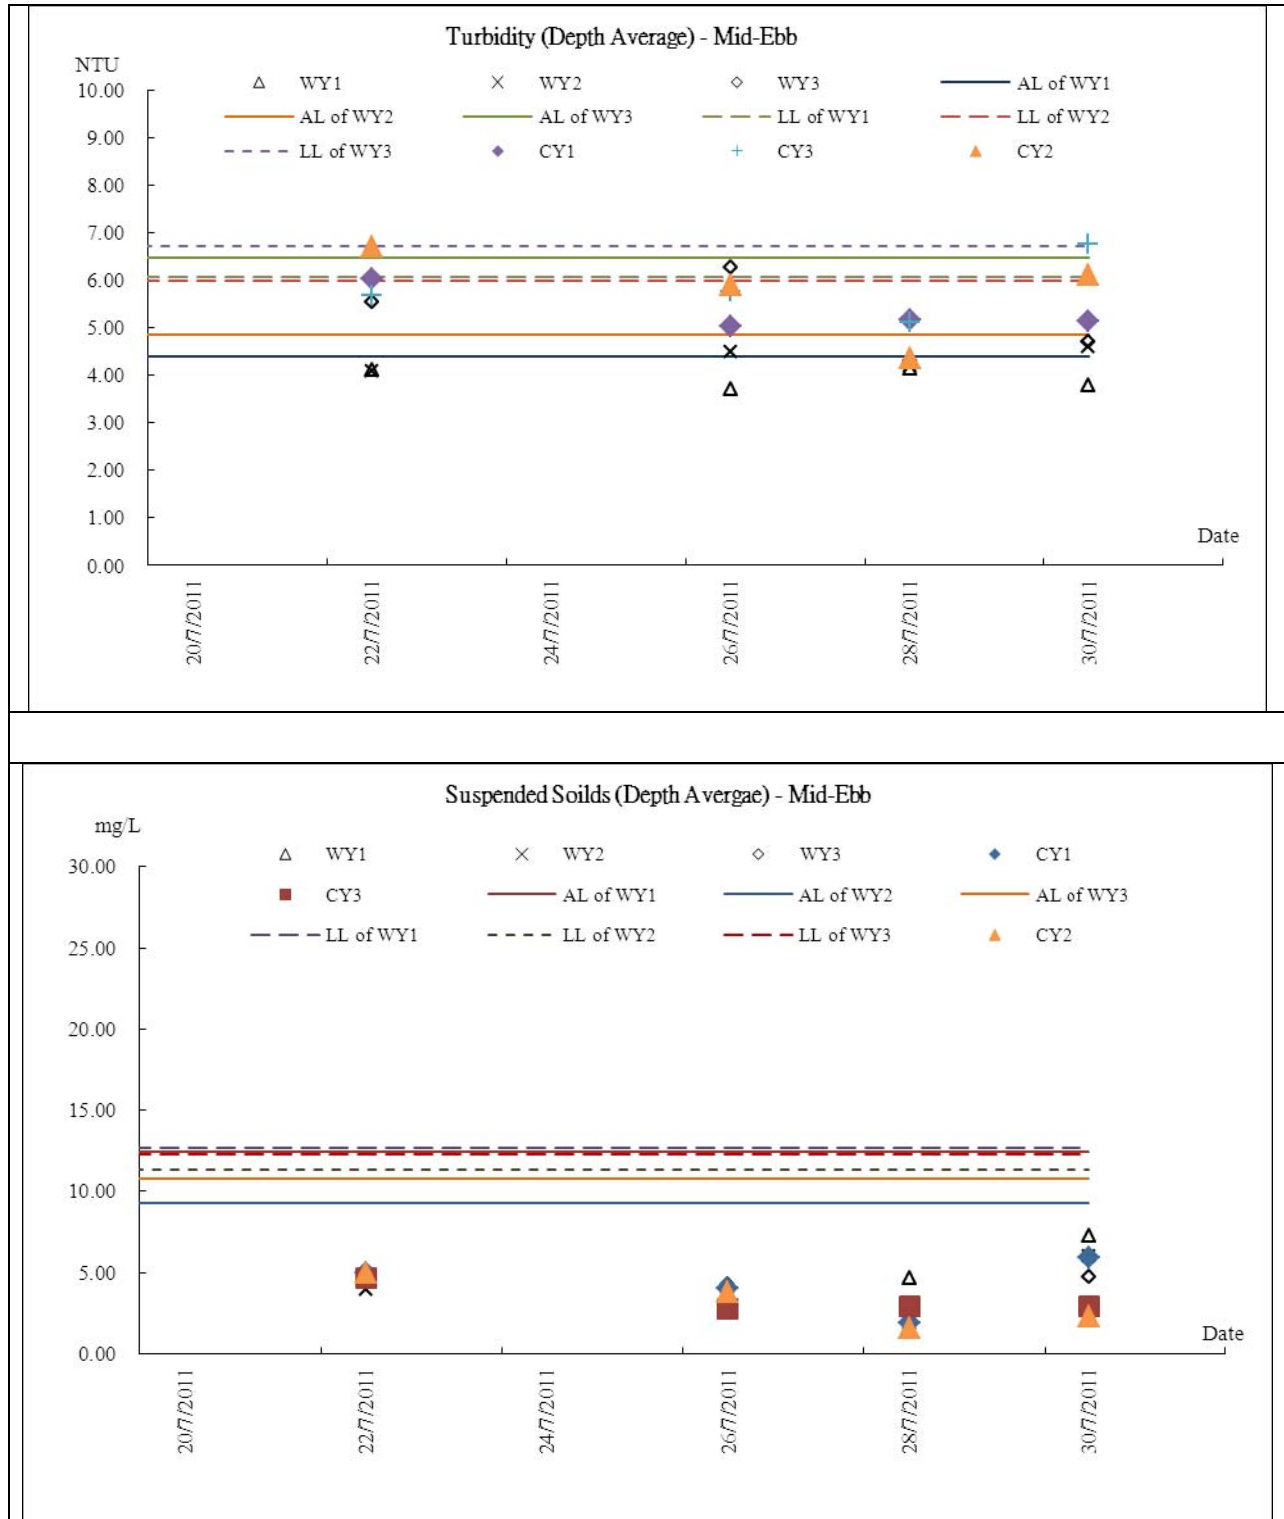 Turbidity (Depth Average) - Mid-Ebb
NTU
WY1 WY2 WY3 AL of WY1
AL of WY2 AL of WY3 LL of WY1 LL of WY2
LL of WY3 CY1 CY3 CY2
10.00
9.00
8.00
7.00
6.00
5.00
4.00
3.00
2.00
1.00
0.00
Date
20/7/2011 22/7/2011 24/7/2011 26/7/2011 28/7/2011 30/7/2011
Suspended Soilds (Depth Avergae) - Mid-Ebb
mg/L
WY1 WY2 WY3 CY1
CY3 AL of WY1 AL of WY2 AL of WY3
LL of WY1 LL of WY2 LL of WY3 CY2
30.00
25.00
20.00
15.00
10.00
5.00
0.00
Date
20/7/2011 22/7/2011 24/7/2011 26/7/2011 28/7/2011 30/7/2011